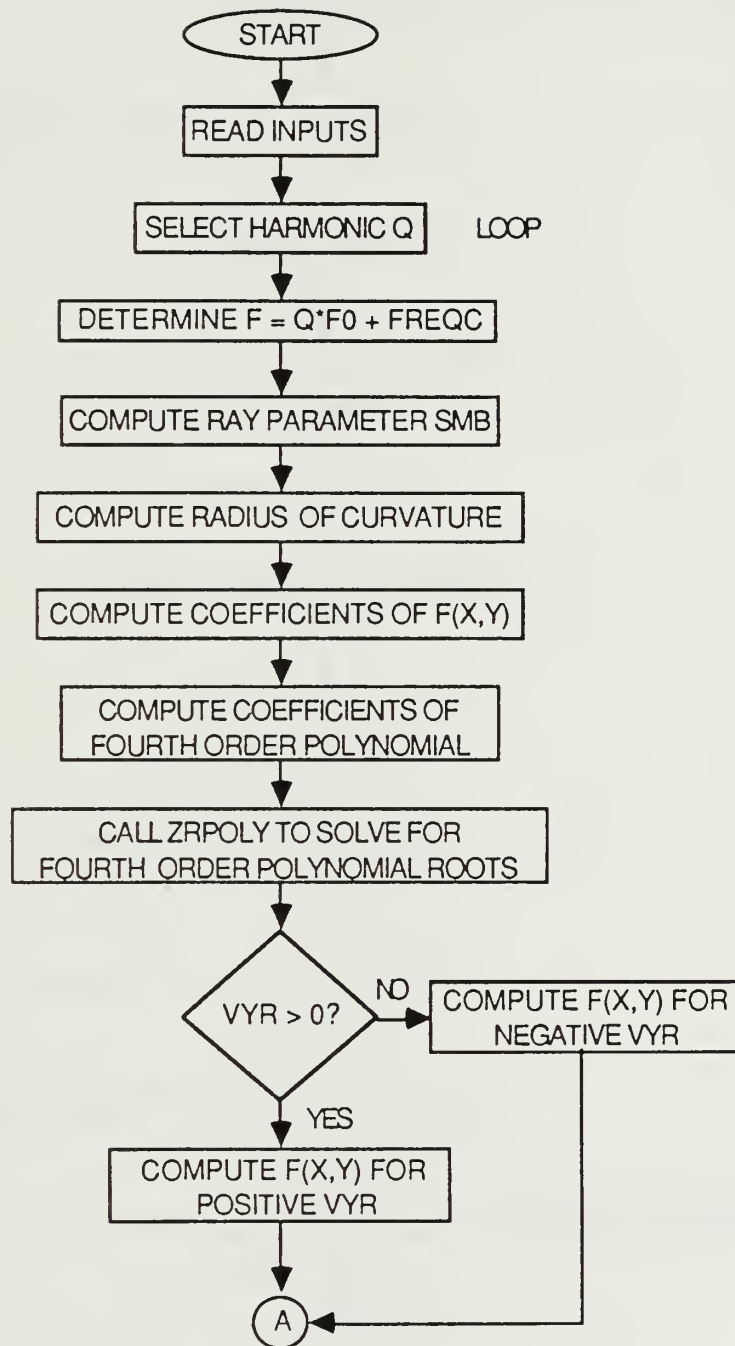 START
READ INPUTS
SELECT HARMONIC Q LOOP
DETERMINE F = Q*F0 + FREQC
COMPUTE RAY PARAMETER SMB
COMPUTE RADIUS OF CURVATURE
COMPUTE COEFFICIENTS OF F(X,Y)
COMPUTE COEFFICIENTS OF
FOURTH ORDER POLYNOMIAL
CALL ZRPOLY TO SOLVE FOR
FOURTH ORDER POLYNOMIAL ROOTS
VYR > 0?
NO
COMPUTE F(X,Y) FOR
NEGATIVE VYR
YES
COMPUTE F(X,Y) FOR
POSITIVE VYR
A